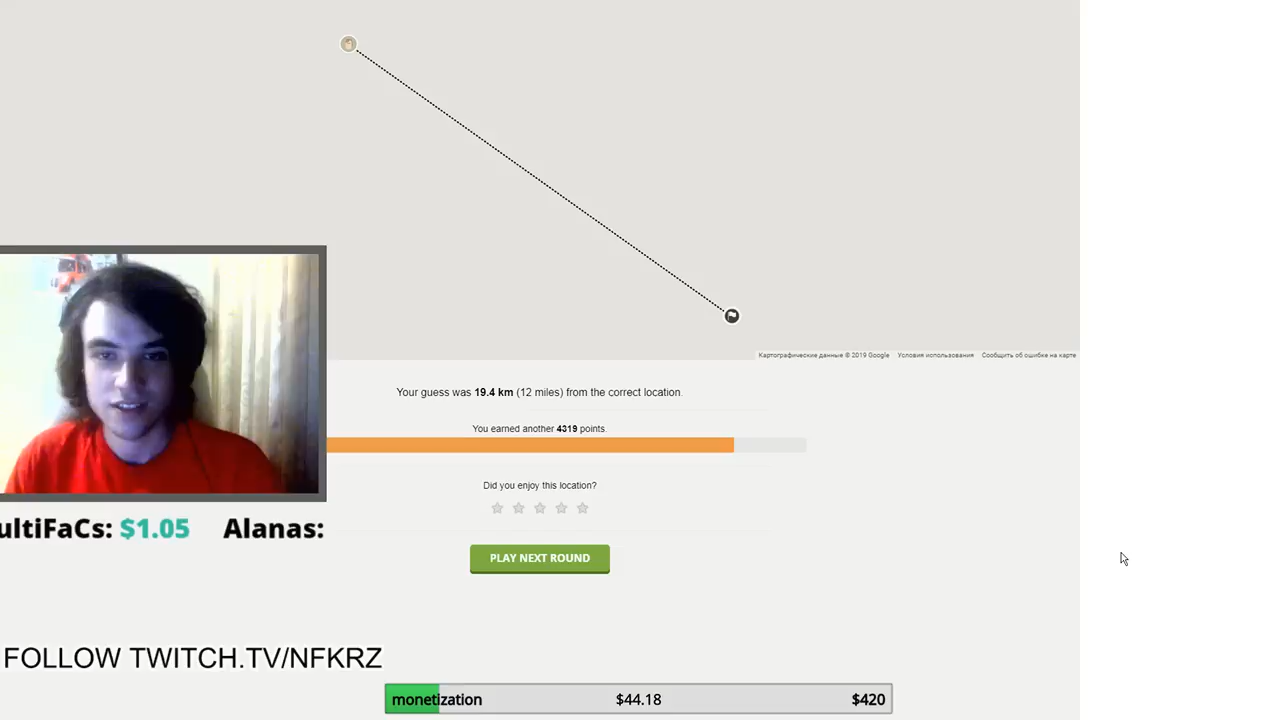 Картографические данные © 2019 Google Условия использования Сообщить об ошибке на карте
Your guess was 19.4 km (12 miles) from the correct location.
You earned another 4319 points.
Did you enjoy this location?
ultiFaCs: $1.05 Alanas:
PLAY NEXT ROUND
FOLLOW TWITCH.TV/NFKRZ
monetization $44.18 $420